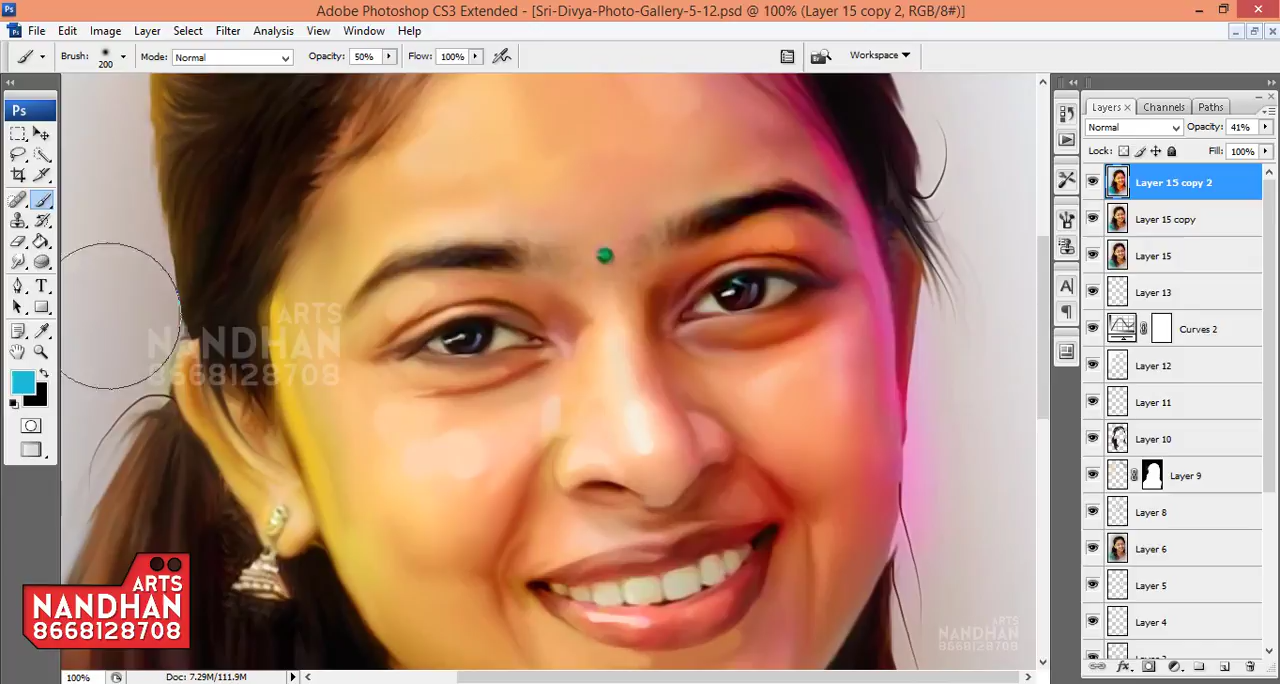 Adobe Photoshop CS3 Extended - [Sri-Divya-Photo-Gallery-5-12.psd @ 100% (Layer 15 copy 2, RGB/8#)]
File Edit Image Layer Select Filter Analysis View Window Help
Brush: 200 Mode: Normal Opacity: 50% Flow: 100% Workspace
Ps
Layers × Channels Paths
Normal Opacity: 41%
Lock: Fill: 100%
Layer 15 copy 2
Layer 15 copy
Layer 15
Layer 13
Curves 2
Layer 12
Layer 11
Layer 10
Layer 9
Layer 8
Layer 6
Layer 5
Layer 4
ARTS
NANDHAN
8668128708
ARTS
NANDHAN
8668128708
ARTS
NANDHAN
8668128708
100% Doc: 7.29M/111.9M